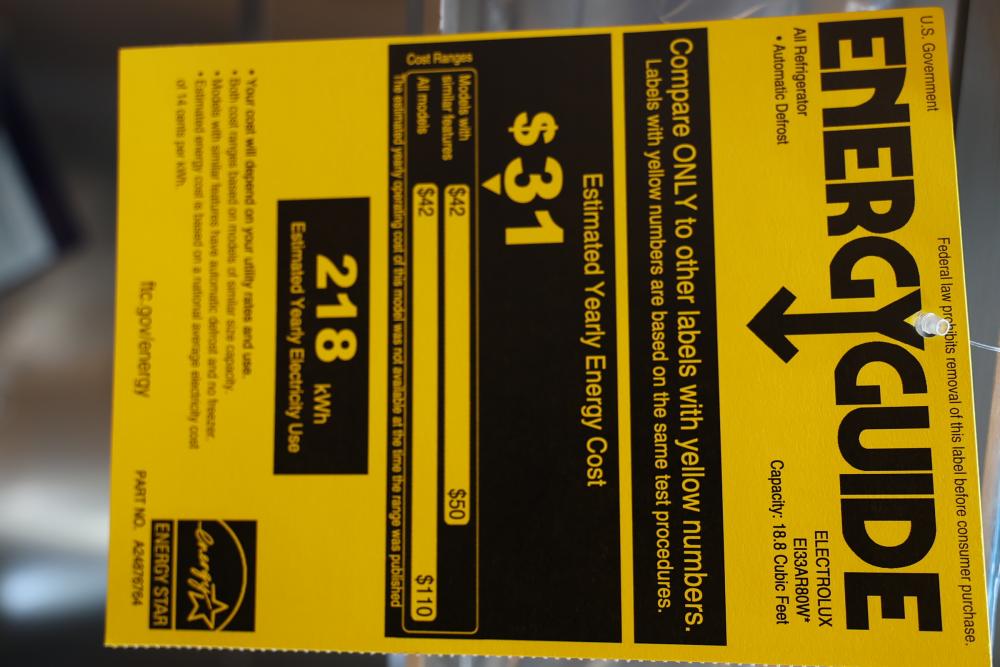 U.S. Government
Federal law prohibits removal of this label before consumer purchase.
ENERGYGUIDE
All Refrigerator
• Automatic Defrost
ELECTROLUX
EI33AR80W*
Capacity: 18.8 Cubic Feet
Compare ONLY to other labels with yellow numbers.
Labels with yellow numbers are based on the same test procedures.
Estimated Yearly Energy Cost
$31
Cost Ranges
Models with
similar features
$42
$50
All models
$42
$110
The estimated yearly operating cost of this model was not available at the time the range was published
218 kWh
Estimated Yearly Electricity Use
• Your cost will depend on your utility rates and use.
• Both cost ranges based on models of similar size capacity.
• Models with similar features have automatic defrost and no freezer.
• Estimated energy cost is based on a national average electricity cost
of 14 cents per kWh.
ftc.gov/energy
energy
ENERGY STAR
PART NO. A24876764